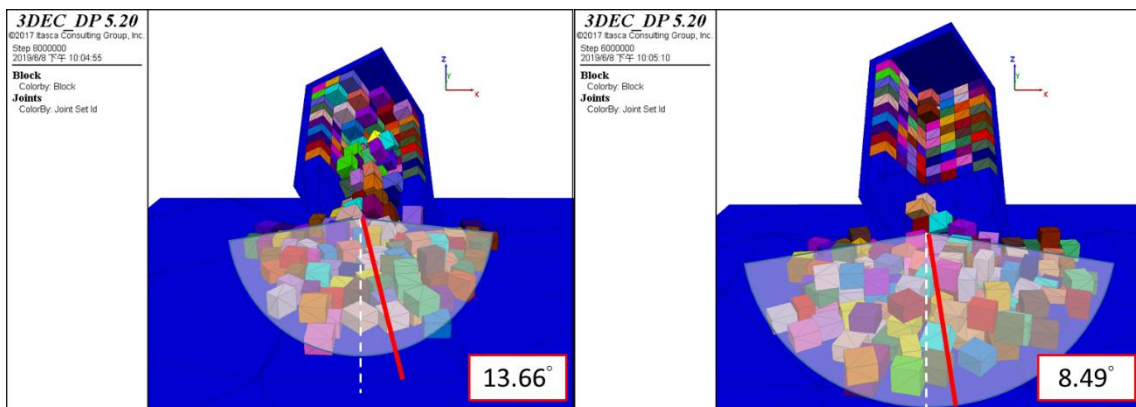 3DEC_DP 5.20
©2017 Itasca Consulting Group, Inc.
Step 8000000
2019/6/8 下午 10:04:55
Block
Colorby: Block
Joints
ColorBy: Joint Set Id
Z
Y
X
13.66°
3DEC_DP 5.20
©2017 Itasca Consulting Group, Inc.
Step 6000000
2019/6/8 下午 10:05:10
Block
Colorby: Block
Joints
ColorBy: Joint Set Id
Z
Y
X
8.49°